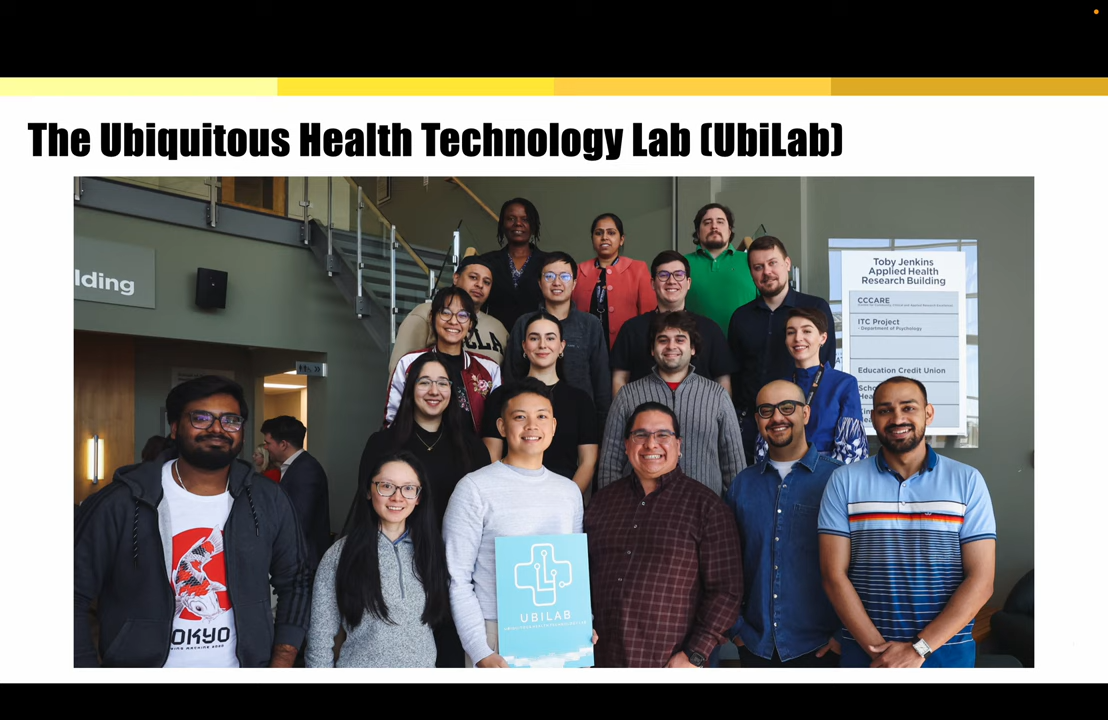 The Ubiquitous Health Technology Lab (UbiLab)
lding
Toby Jenkins
Applied Health
Research Building
CCCARE
ITC Project
- Department of Psychology
Education Credit Union
LA
OKYO
UBILAB